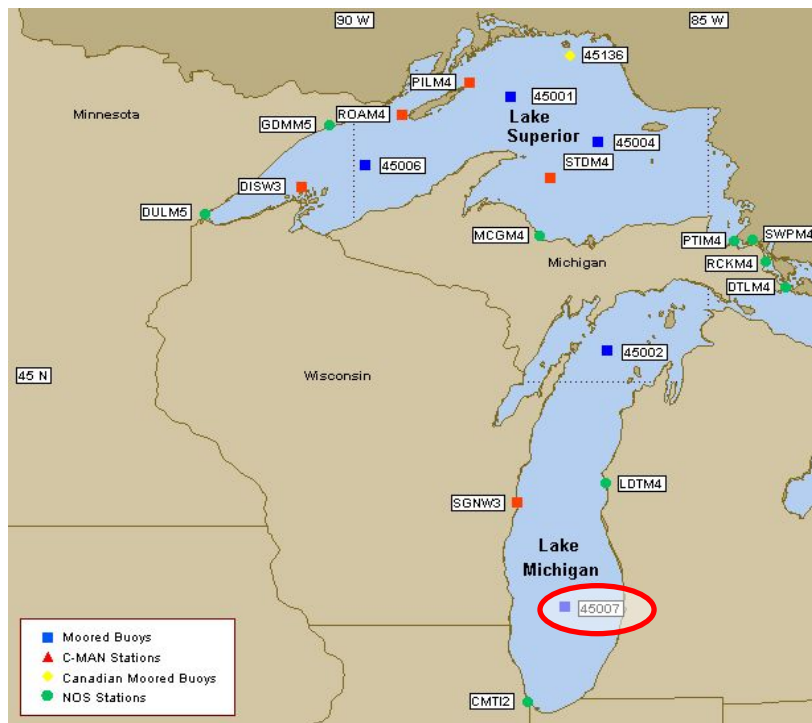 90 W
85 W
45136
PILM4
45001
Minnesota
ROAM4
GDMM5
Lake
Superior
45004
STDM4
45006
DISW3
DULM5
MCGM4
PTIM4
SWPM4
Michigan
RCKM4
DTLM4
45002
45 N
Wisconsin
LDTM4
SGNW3
Lake
Michigan
45007
Moored Buoys
C-MAN Stations
Canadian Moored Buoys
NOS Stations
CMTI2